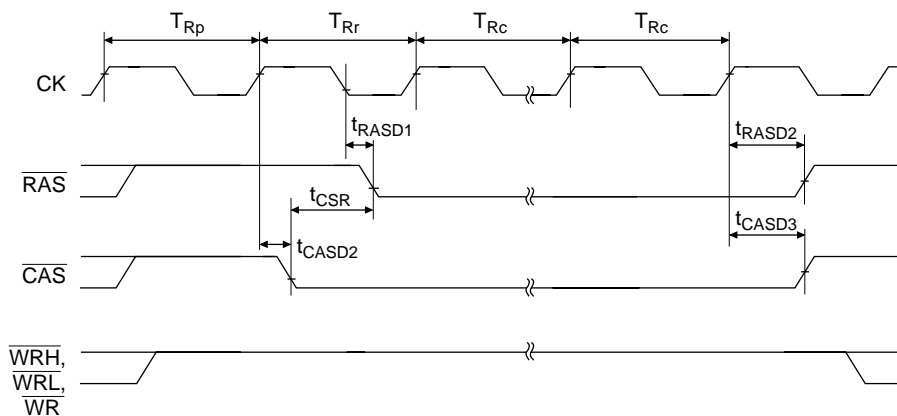 T_Rp T_Rr T_Rc T_Rc
CK
t_RASD1 t_RASD2
RAS
t_CSR
t_CASD3
t_CASD2
CAS
WRH,
WRL,
WR